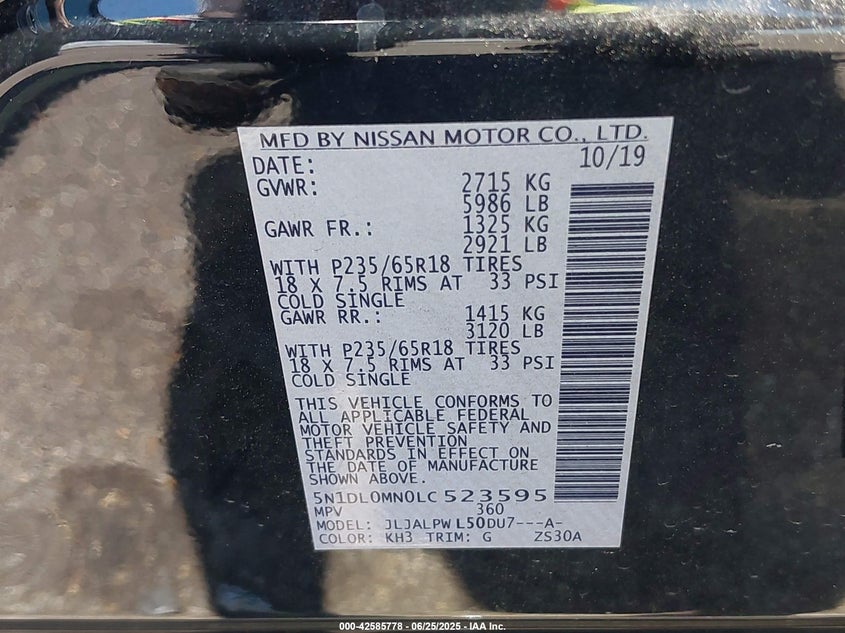 MFD BY NISSAN MOTOR CO., LTD.
DATE: 10/19
GVWR: 2715 KG
5986 LB
GAWR FR.: 1325 KG
2921 LB
WITH P235/65R18 TIRES
18 X 7.5 RIMS AT 33 PSI
COLD SINGLE
GAWR RR.: 1415 KG
3120 LB
WITH P235/65R18 TIRES
18 X 7.5 RIMS AT 33 PSI
COLD SINGLE
THIS VEHICLE CONFORMS TO
ALL APPLICABLE FEDERAL
MOTOR VEHICLE SAFETY AND
THEFT PREVENTION
STANDARDS IN EFFECT ON
THE DATE OF MANUFACTURE
SHOWN ABOVE.
5N1DL0MN0LC523595
MPV 360
MODEL: JLJALPWL50DU7---A-
COLOR: KH3 TRIM: G ZS30A
000-42585778 - 06/25/2025 - IAA Inc.